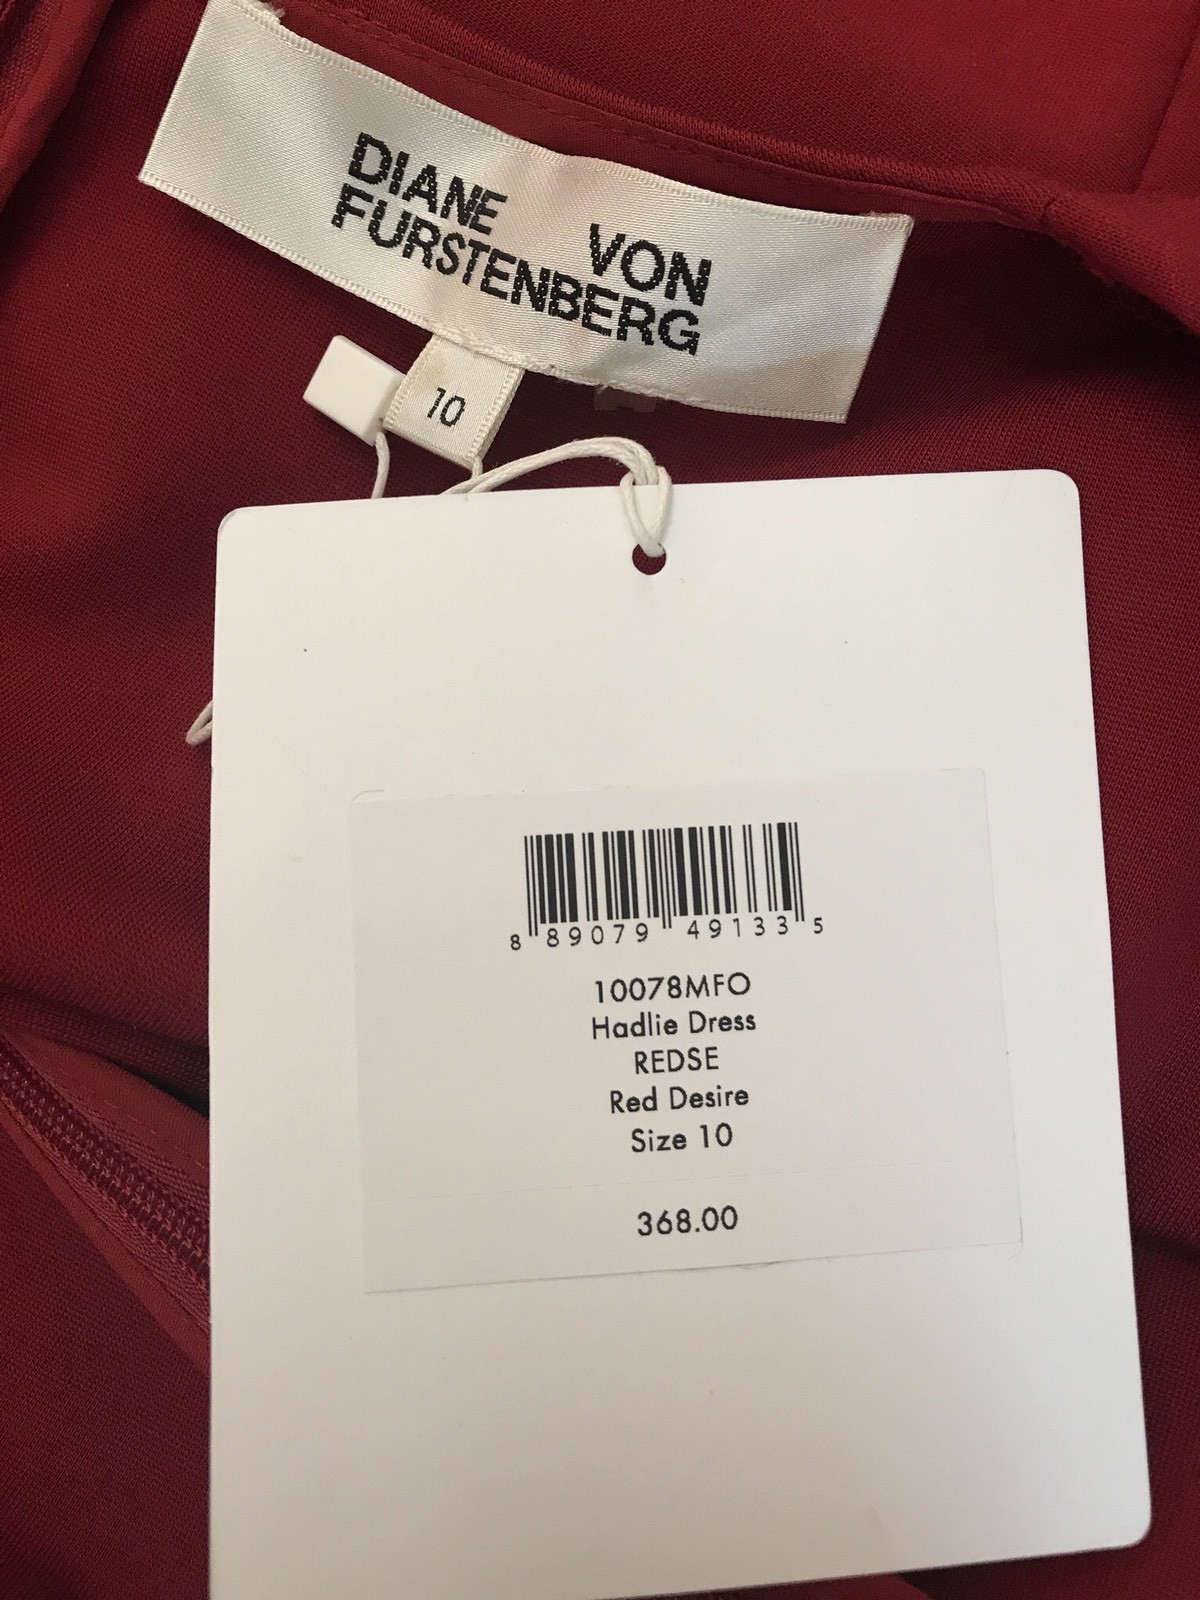 DIANE VON
FURSTENBERG
10
8 89079 49133 5
10078MFO
Hadlie Dress
REDSE
Red Desire
Size 10
368.00